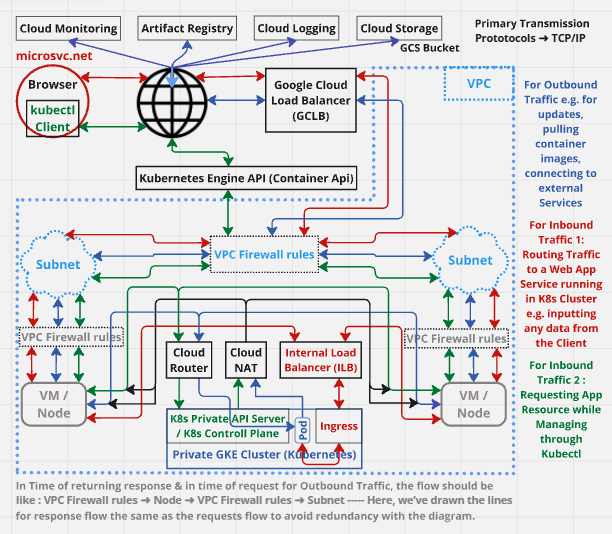 Cloud Monitoring
Artifact Registry
Cloud Logging
Cloud Storage
GCS Bucket
Primary Transmission
Prototocols ➜ TCP/IP
microsvc.net
Browser
kubectl
Client
Google Cloud
Load Balancer
(GCLB)
VPC
Kubernetes Engine API (Container Api)
For Outbound
Traffic e.g. for
updates,
pulling
container
images,
connecting to
external
Services
Subnet
VPC Firewall rules
Subnet
For Inbound
Traffic 1:
Routing Traffic
to a Web App
Service running
in K8s Cluster
e.g. inputting
any data from
the Client
VPC Firewall rules
VPC Firewall rules
Cloud
Router
Cloud
NAT
Internal Load
Balancer (ILB)
VM /
Node
VM /
Node
For Inbound
Traffic 2 :
Requesting App
Resource while
Managing
through
Kubectl
K8s Private API Server
/ K8s Controll Plane
Pod
Ingress
Private GKE Cluster (Kubernetes)
In Time of returning response & in time of request for Outbound Traffic, the flow should be
like : VPC Firewall rules ➜ Node ➜ VPC Firewall rules ➜ Subnet ----- Here, we've drawn the lines
for response flow the same as the requests flow to avoid redundancy with the diagram.